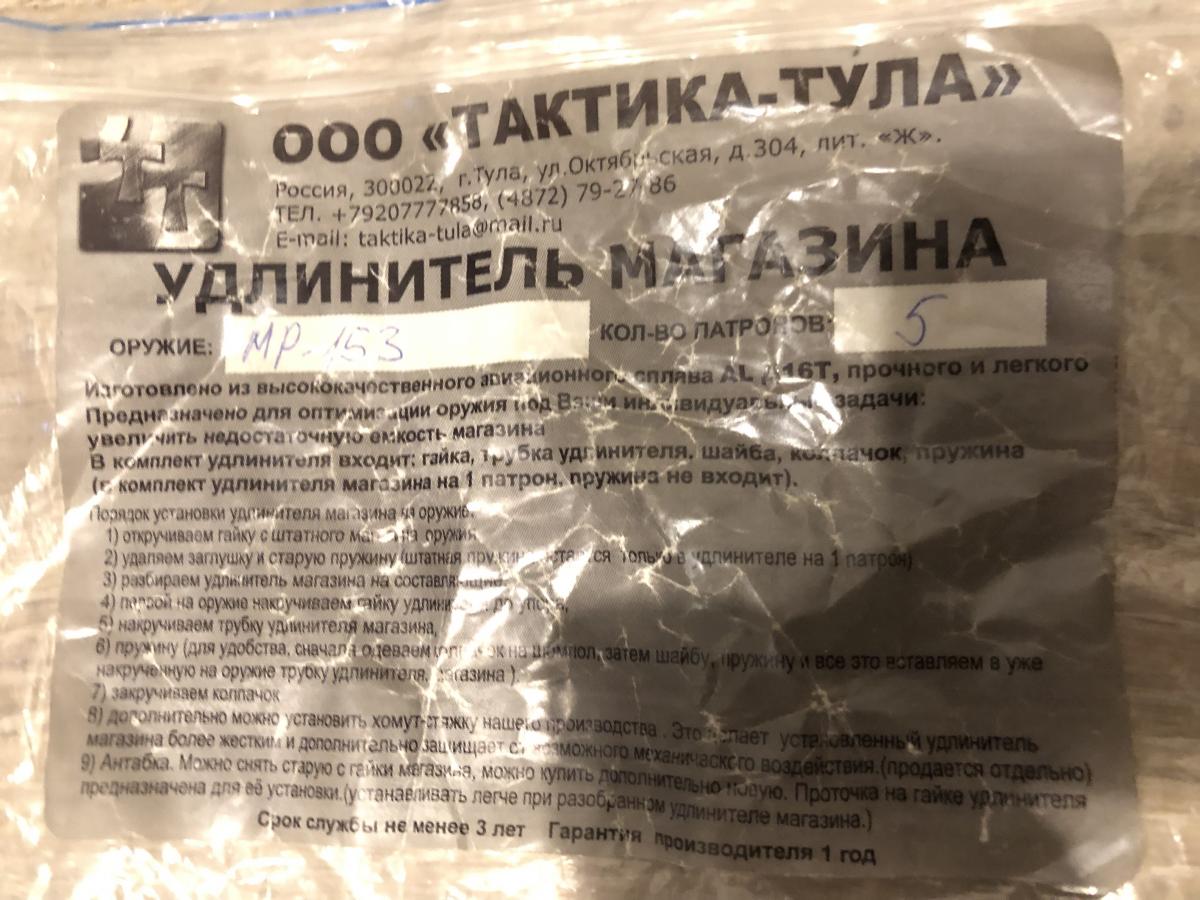 ООО «ТАКТИКА-ТУЛА»
Россия, 300022, г.Тула, ул.Октябрьская, д.304, лит. «Ж».
ТЕЛ. +79207777858, (4872) 79-27 86
E-mail: taktika-tula@mail.ru
УДЛИНИТЕЛЬ МАГАЗИНА
ОРУЖИЕ: МР-153 КОЛ-ВО ПАТРОНОВ: 5
Изготовлено из высококачественного авиационного сплава AL 16Т, прочного и легкого
Предназначено для оптимизации оружия под Ваши индивидуальные задачи:
увеличить недостаточную емкость магазина
В комплект удлинителя входит: гайка, трубка удлинителя, шайба, колпачок, пружина
(в комплект удлинителя магазина на 1 патрон, пружина не входит).
Порядок установки удлинителя магазина на оружие:
1) откручиваем гайку с штатного магазина оружия
2) удаляем заглушку и старую пружину (штатная пружина остается только в удлинителе на 1 патрон)
3) разбираем удлинитель магазина на составляющие,
4) первой на оружие накручиваем гайку удлинителя до упора,
5) накручиваем трубку удлинителя магазина,
6) пружину (для удобства, сначала одеваем колпачок на шомпол, затем шайбу, пружину и все это вставляем в уже
накрученную на оружие трубку удлинителя, магазина ).
7) закручиваем колпачок
8) дополнительно можно установить хомут-стяжку нашего производства . Это делает установленный удлинитель
магазина более жестким и дополнительно защищает от возможного механического воздействия.(продается отдельно)
9) Антабка. Можно снять старую с гайки магазина, можно купить дополнительно новую. Проточка на гайке удлинителя
предназначена для её установки.(устанавливать легче при разобранном удлинителе магазина.)
Срок службы не менее 3 лет Гарантия производителя 1 год